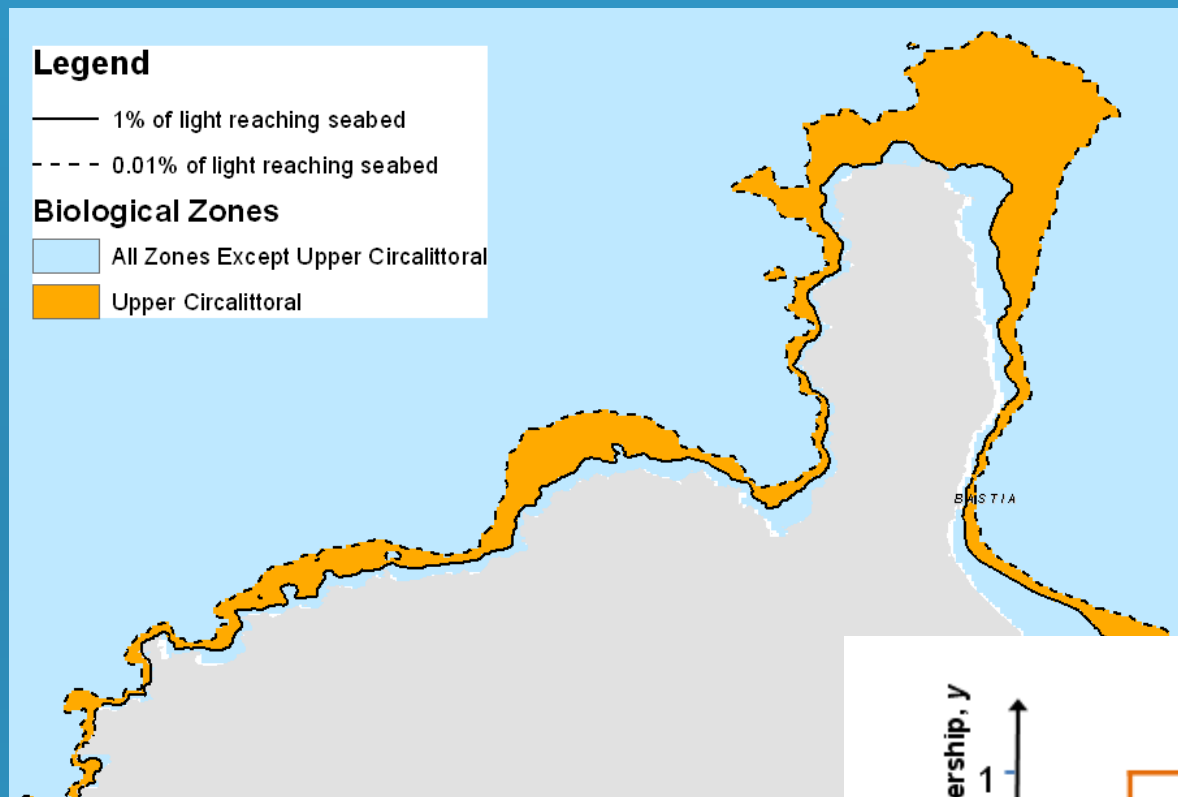 Legend
1% of light reaching seabed
0.01% of light reaching seabed
Biological Zones
All Zones Except Upper Circalittoral
Upper Circalittoral
BASTIA
ership, y
1